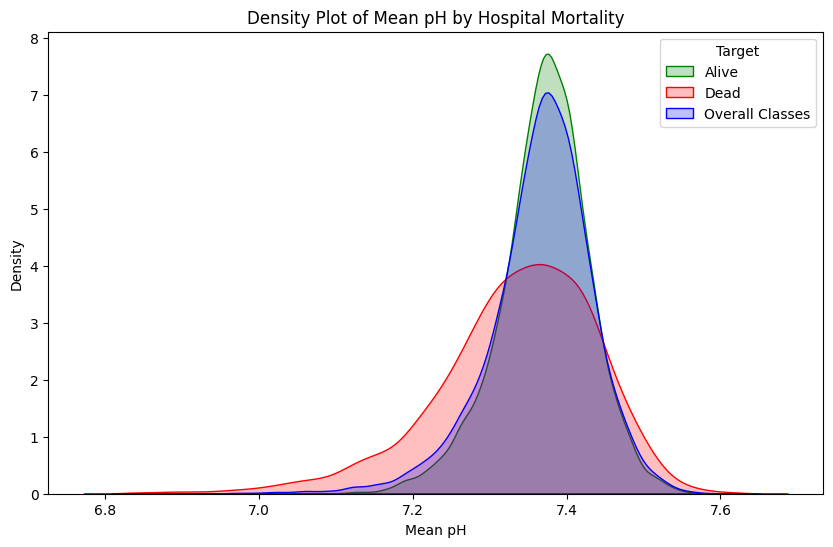 Density Plot of Mean pH by Hospital Mortality
8
7
6
5
4
3
2
1
0
Density
Target
Alive
Dead
Overall Classes
6.8 7.0 7.2 7.4 7.6
Mean pH